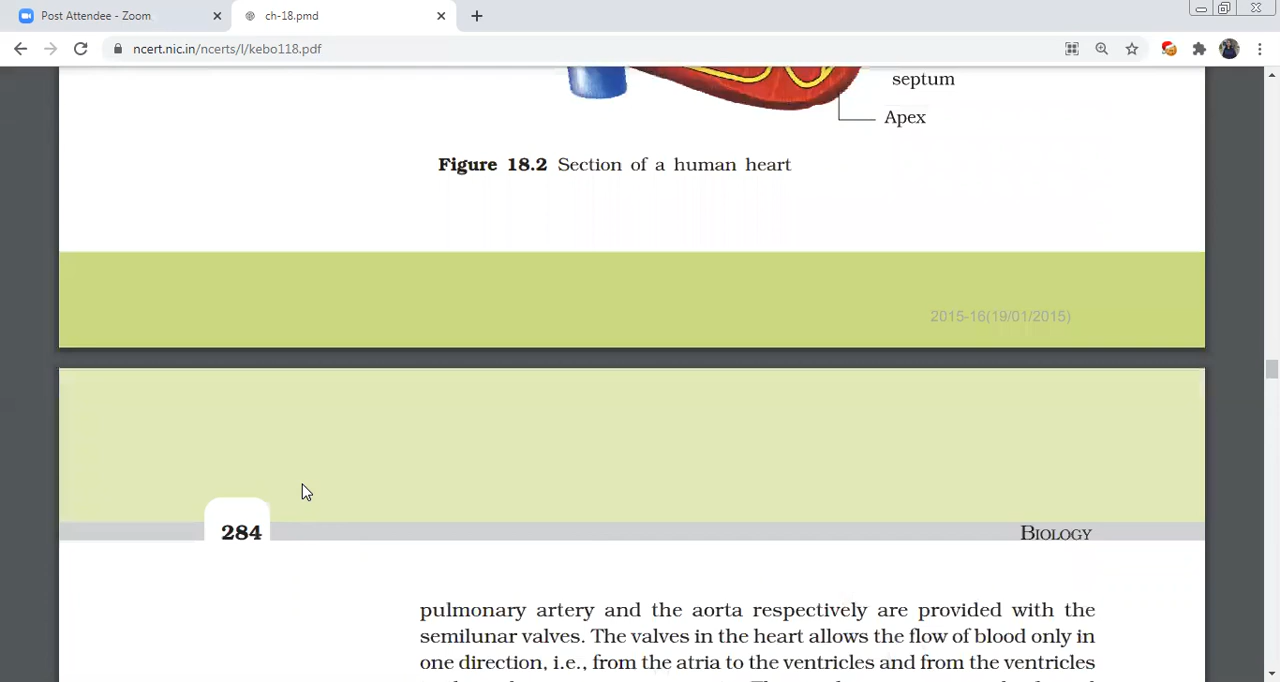 Post Attendee - Zoom
ch-18.pmd
ncert.nic.in/ncerts/l/kebo118.pdf
septum
Apex
Figure 18.2 Section of a human heart
2015-16(19/01/2015)
284
BIOLOGY
pulmonary artery and the aorta respectively are provided with the
semilunar valves. The valves in the heart allows the flow of blood only in
one direction, i.e., from the atria to the ventricles and from the ventricles